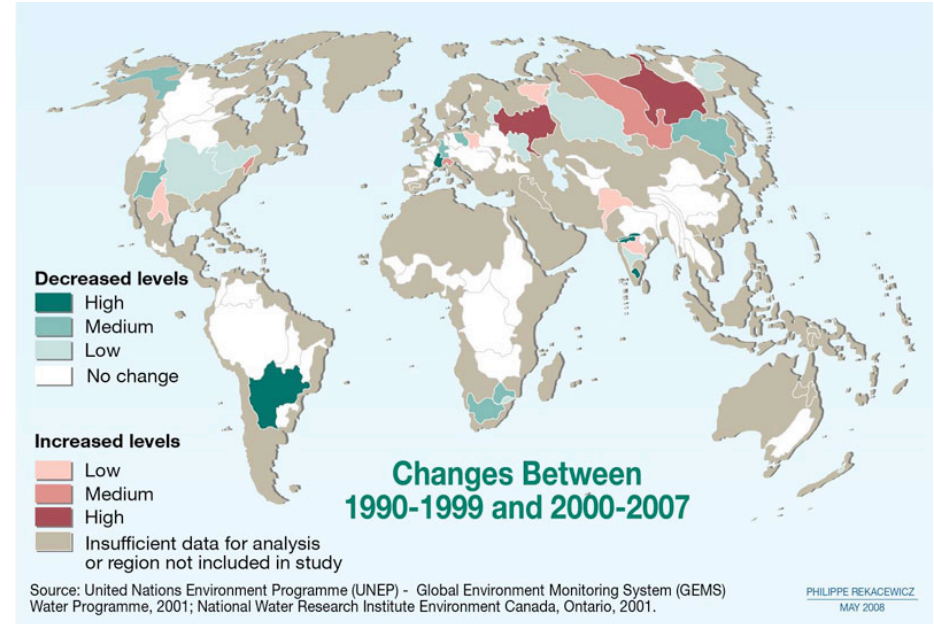 Decreased levels
High
Medium
Low
No change
Increased levels
Low
Medium
High
Insufficient data for analysis
or region not included in study
Changes Between
1990-1999 and 2000-2007
Source: United Nations Environment Programme (UNEP) - Global Environment Monitoring System (GEMS)
Water Programme, 2001; National Water Research Institute Environment Canada, Ontario, 2001.
PHILIPPE REKACEWICZ
MAY 2008